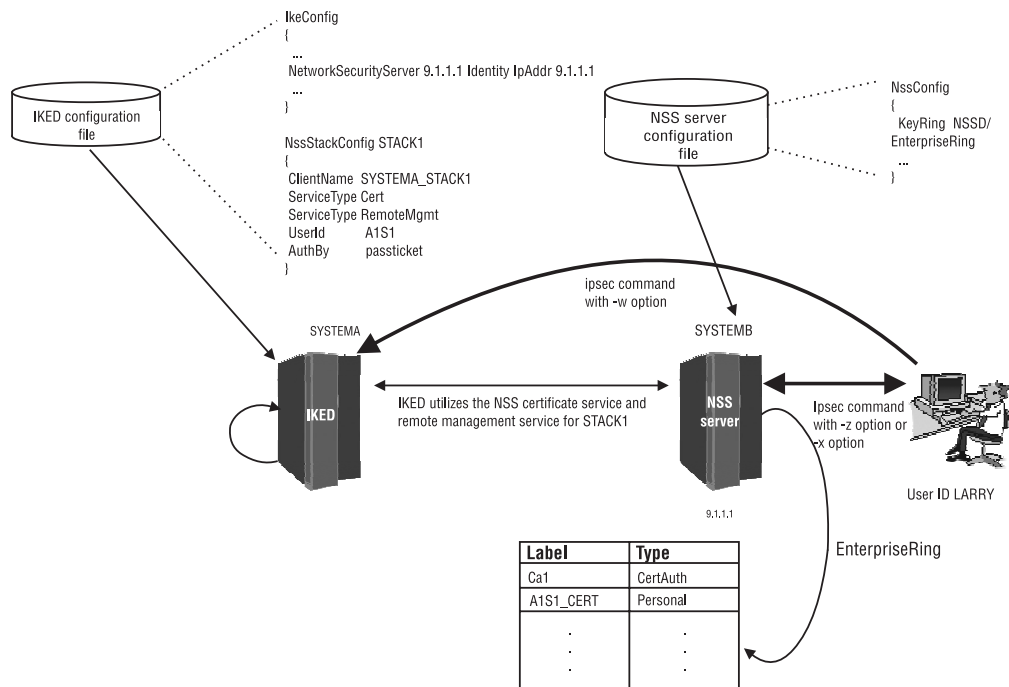 IkeConfig
{
...
NetworkSecurityServer 9.1.1.1 Identity IpAddr 9.1.1.1
...
}
NssStackConfig STACK1
{
ClientName SYSTEMA_STACK1
ServiceType Cert
ServiceType RemoteMgmt
UserId A1S1
AuthBy passticket
}
IKED configuration
file
NSS server
configuration
file
NssConfig
{
KeyRing NSSD/
EnterpriseRing
...
}
ipsec command
with -w option
SYSTEMA
IKED
IKED utilizes the NSS certificate service and
remote management service for STACK1
SYSTEMB
NSS
server
9.1.1.1
Ipsec command
with -z option or
-x option
User ID LARRY
EnterpriseRing
Label Type
Ca1 CertAuth
A1S1_CERT Personal
. .
. .
. .